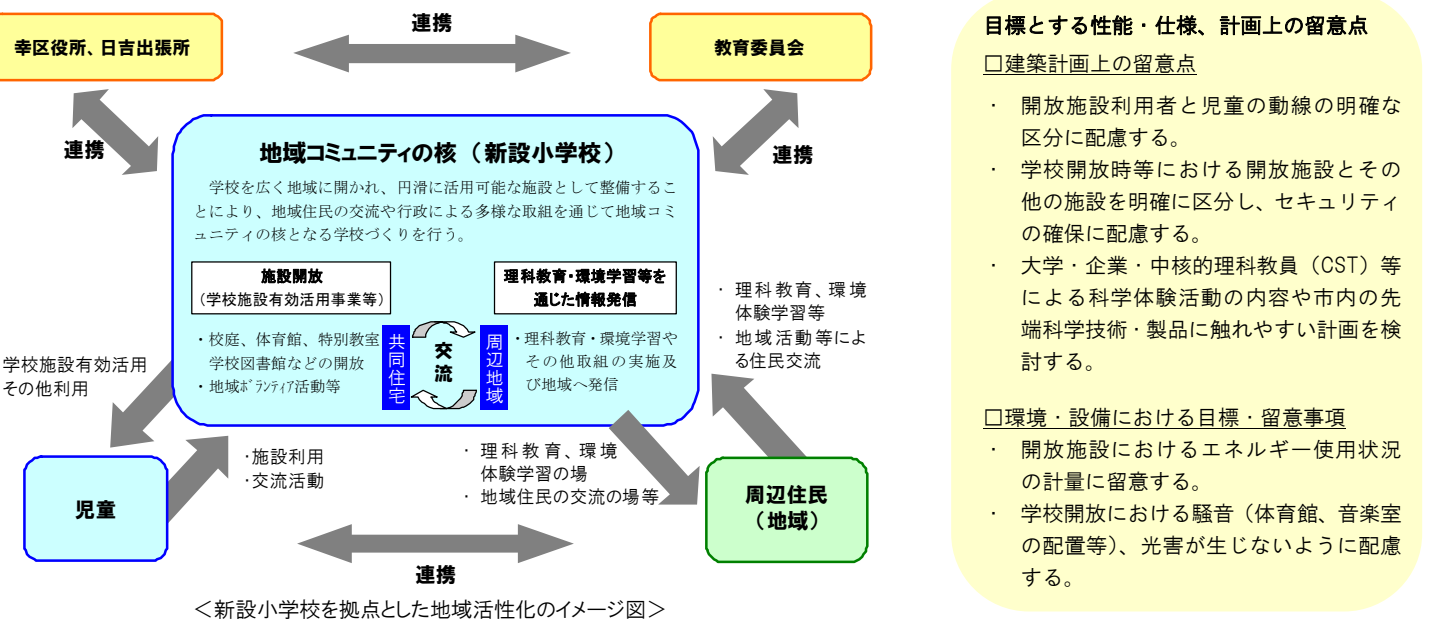 連携
幸区役所、日吉出張所
教育委員会
連携
連携
地域コミュニティの核（新設小学校）
学校を広く地域に開かれ、円滑に活用可能な施設として整備するこ
とにより、地域住民の交流や行政による多様な取組を通じて地域コミ
ュニティの核となる学校づくりを行う。
施設開放
（学校施設有効活用事業等）
理科教育・環境学習等を
通じた情報発信
・校庭、体育館、特別教室
学校図書館などの開放
・地域ボランティア活動等
共同住宅
交流
周辺地域
・理科教育・環境学習や
その他取組の実施及
び地域へ発信
・理科教育、環境
体験学習等
・地域活動等によ
る住民交流
学校施設有効活用
その他利用
・施設利用
・交流活動
・理科教育、環境
体験学習の場
・地域住民の交流の場等
児童
周辺住民
（地域）
連携
＜新設小学校を拠点とした地域活性化のイメージ図＞
目標とする性能・仕様、計画上の留意点
□建築計画上の留意点
・ 開放施設利用者と児童の動線の明確な
区分に配慮する。
・ 学校開放時等における開放施設とその
他の施設を明確に区分し、セキュリティ
の確保に配慮する。
・ 大学・企業・中核的理科教員（CST）等
による科学体験活動の内容や市内の先
端科学技術・製品に触れやすい計画を検
討する。
□環境・設備における目標・留意事項
・ 開放施設におけるエネルギー使用状況
の計量に留意する。
・ 学校開放における騒音（体育館、音楽室
の配置等）、光害が生じないように配慮
する。